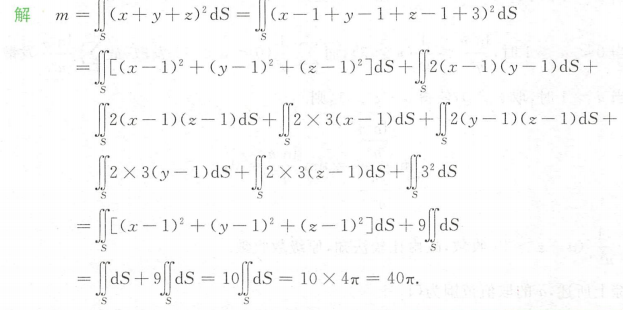 解 m = ∬_S (x+y+z)² dS = ∬_S (x−1+y−1+z−1+3)² dS
= ∬_S [(x−1)²+(y−1)²+(z−1)²]dS + ∬_S 2(x−1)(y−1)dS +
∬_S 2(x−1)(z−1)dS + ∬_S 2×3(x−1)dS + ∬_S 2(y−1)(z−1)dS +
∬_S 2×3(y−1)dS + ∬_S 2×3(z−1)dS + ∬_S 3² dS
= ∬_S [(x−1)²+(y−1)²+(z−1)²]dS + 9∬_S dS
= ∬_S dS + 9∬_S dS = 10∬_S dS = 10×4π = 40π.